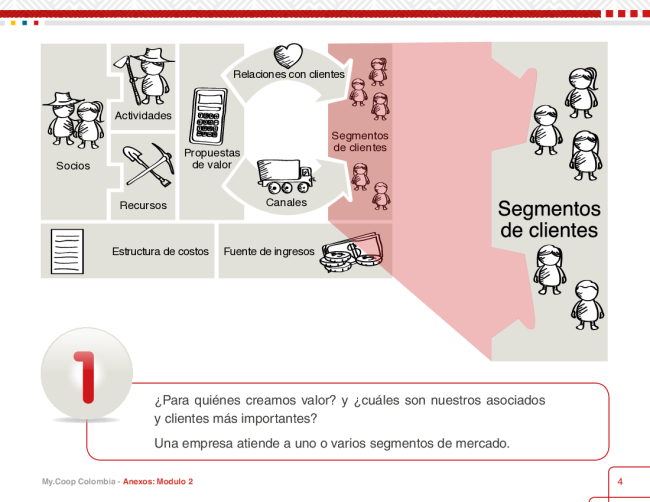 Relaciones con clientes
Actividades
Segmentos
de clientes
Propuestas
de valor
Socios
Recursos
Canales
Segmentos
de clientes
Estructura de costos
Fuente de ingresos
1
¿Para quiénes creamos valor? y ¿cuáles son nuestros asociados
y clientes más importantes?
Una empresa atiende a uno o varios segmentos de mercado.
My.Coop Colombia - Anexos: Modulo 2
4